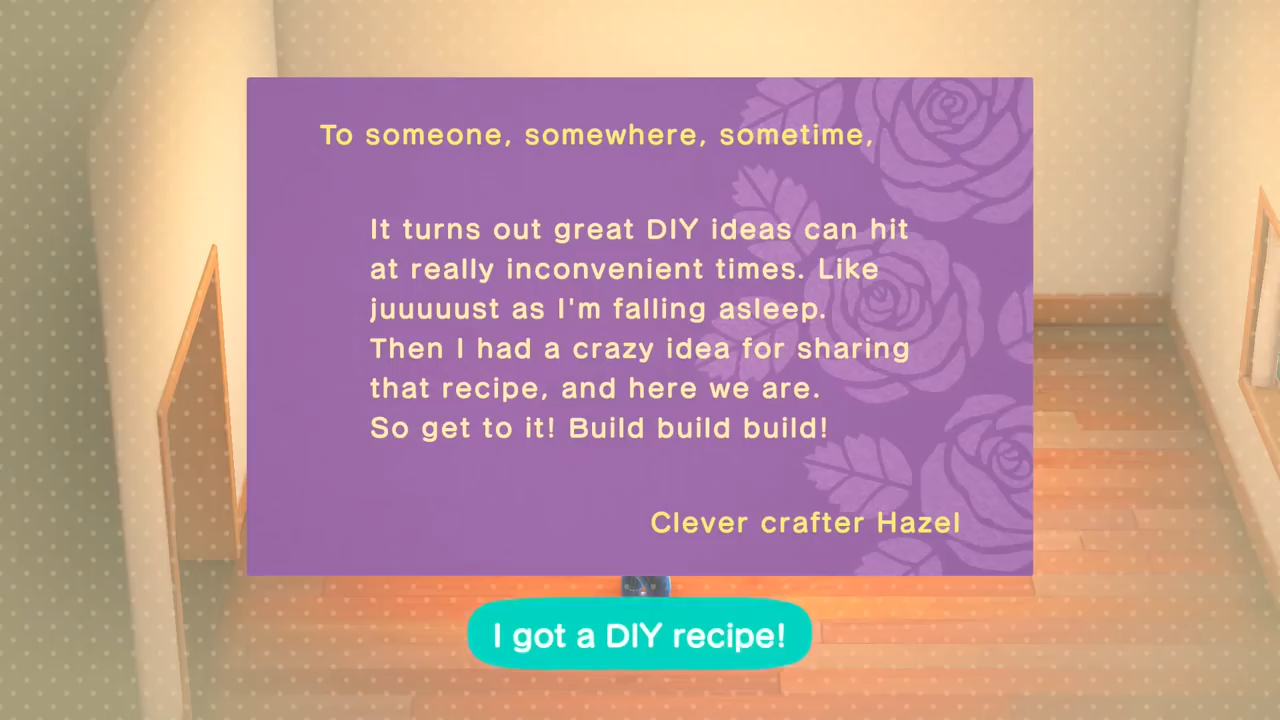 To someone, somewhere, sometime,
It turns out great DIY ideas can hit
at really inconvenient times. Like
juuuuust as I'm falling asleep.
Then I had a crazy idea for sharing
that recipe, and here we are.
So get to it! Build build build!
Clever crafter Hazel
I got a DIY recipe!